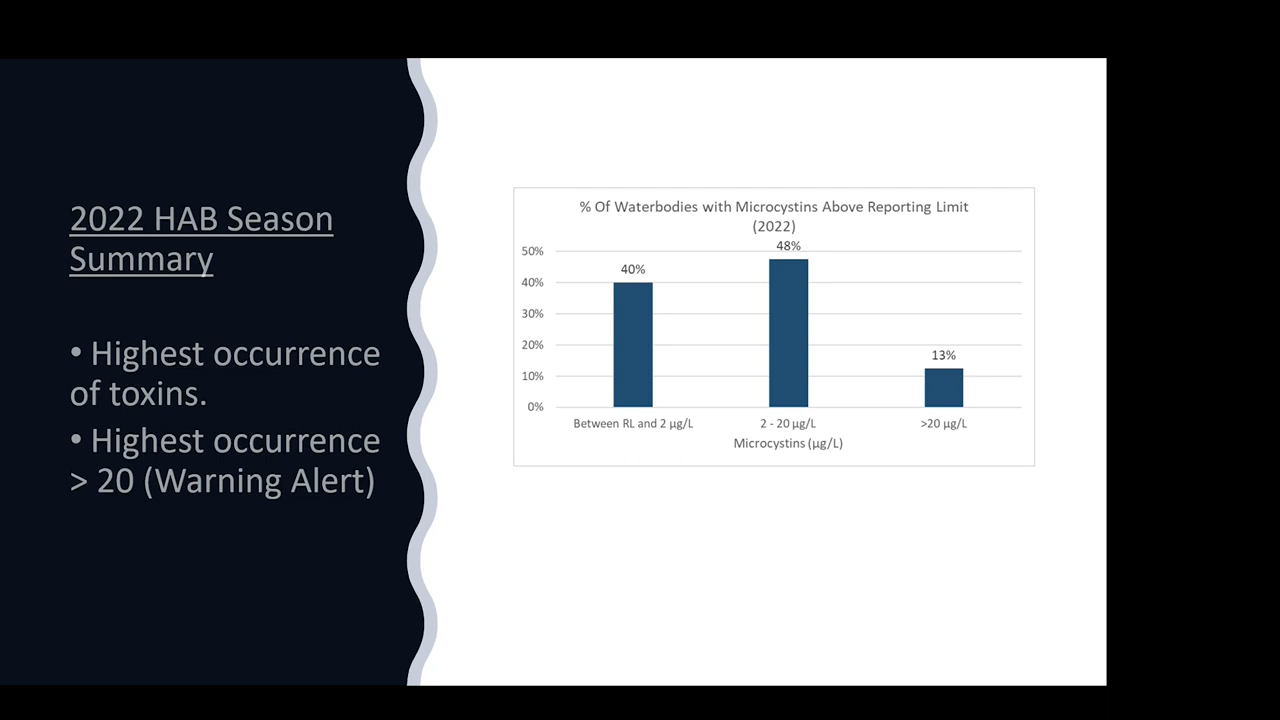 2022 HAB Season
Summary
• Highest occurrence
of toxins.
• Highest occurrence
> 20 (Warning Alert)
% Of Waterbodies with Microcystins Above Reporting Limit
(2022)
50%
40%
30%
20%
10%
0%
40%
48%
13%
Between RL and 2 µg/L
2 - 20 µg/L
>20 µg/L
Microcystins (µg/L)